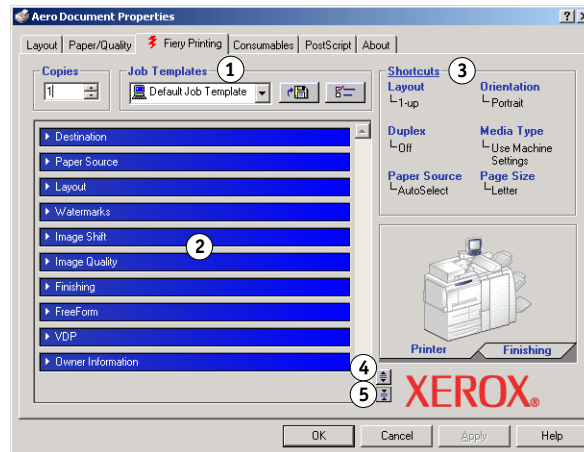 Aero Document Properties
Layout Paper/Quality Fiery Printing Consumables PostScript About
Copies
1
Job Templates
1
Default Job Template
Destination
Paper Source
Layout
Watermarks
Image Shift
2
Image Quality
Finishing
FreeForm
VDP
Owner Information
Shortcuts
3
Layout
1-up
Orientation
Portrait
Duplex
Off
Media Type
Use Machine
Settings
Paper Source
AutoSelect
Page Size
Letter
Printer
Finishing
4
5
XEROX®
OK Cancel Apply Help